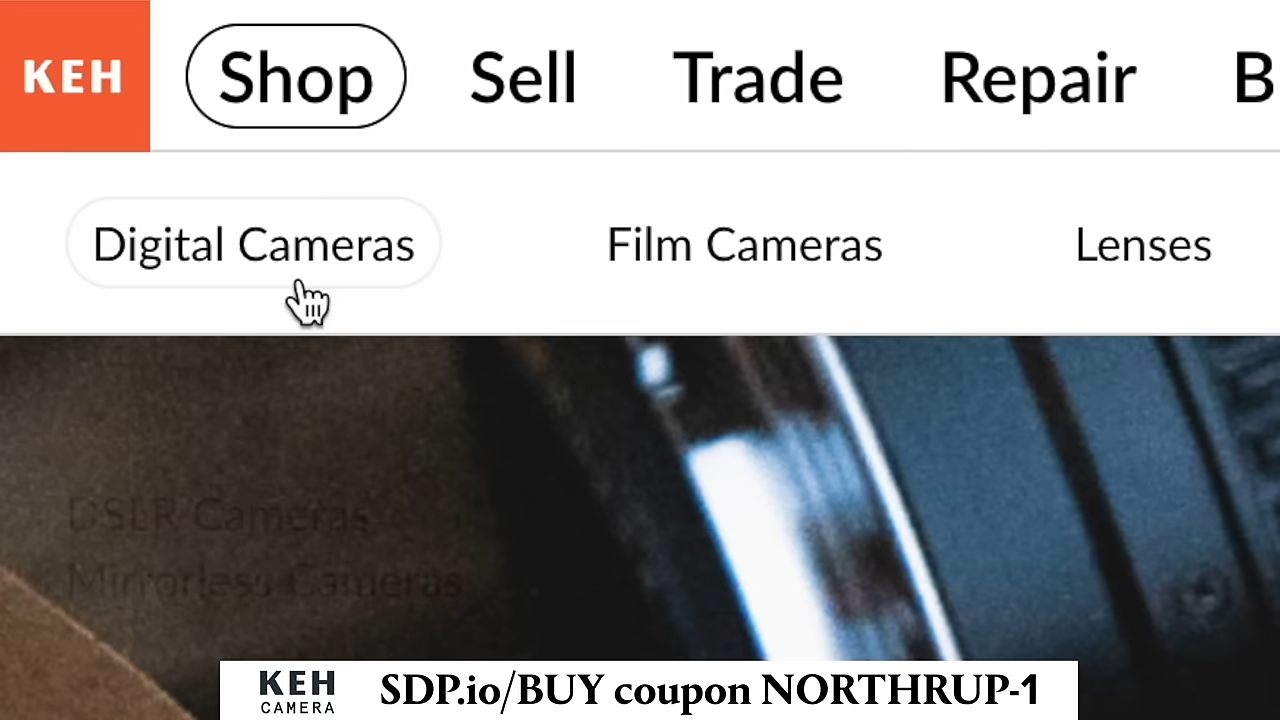 KEH Shop Sell Trade Repair B
Digital Cameras Film Cameras Lenses
DSLR Cameras
Mirrorless Cameras
KEH CAMERA SDP.io/BUY coupon NORTHRUP-1